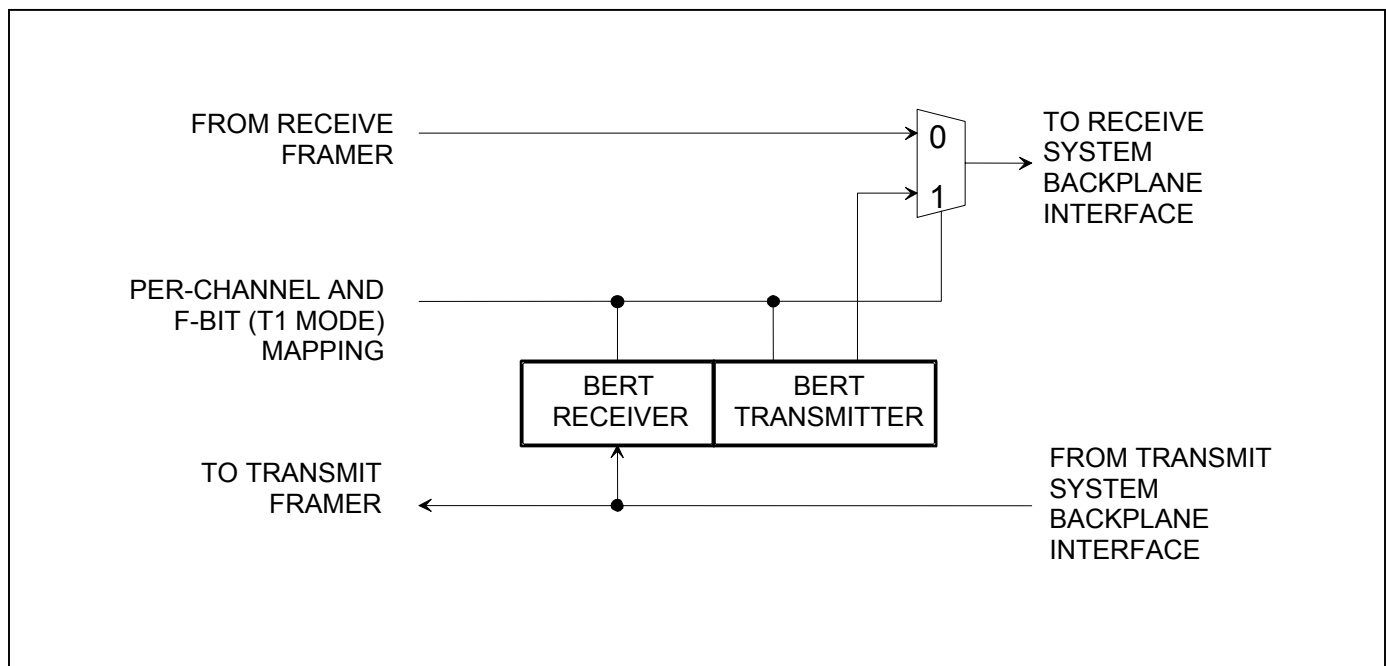 FROM RECEIVE
FRAMER
0
1
TO RECEIVE
SYSTEM
BACKPLANE
INTERFACE
PER-CHANNEL AND
F-BIT (T1 MODE)
MAPPING
BERT
RECEIVER
BERT
TRANSMITTER
TO TRANSMIT
FRAMER
FROM TRANSMIT
SYSTEM
BACKPLANE
INTERFACE